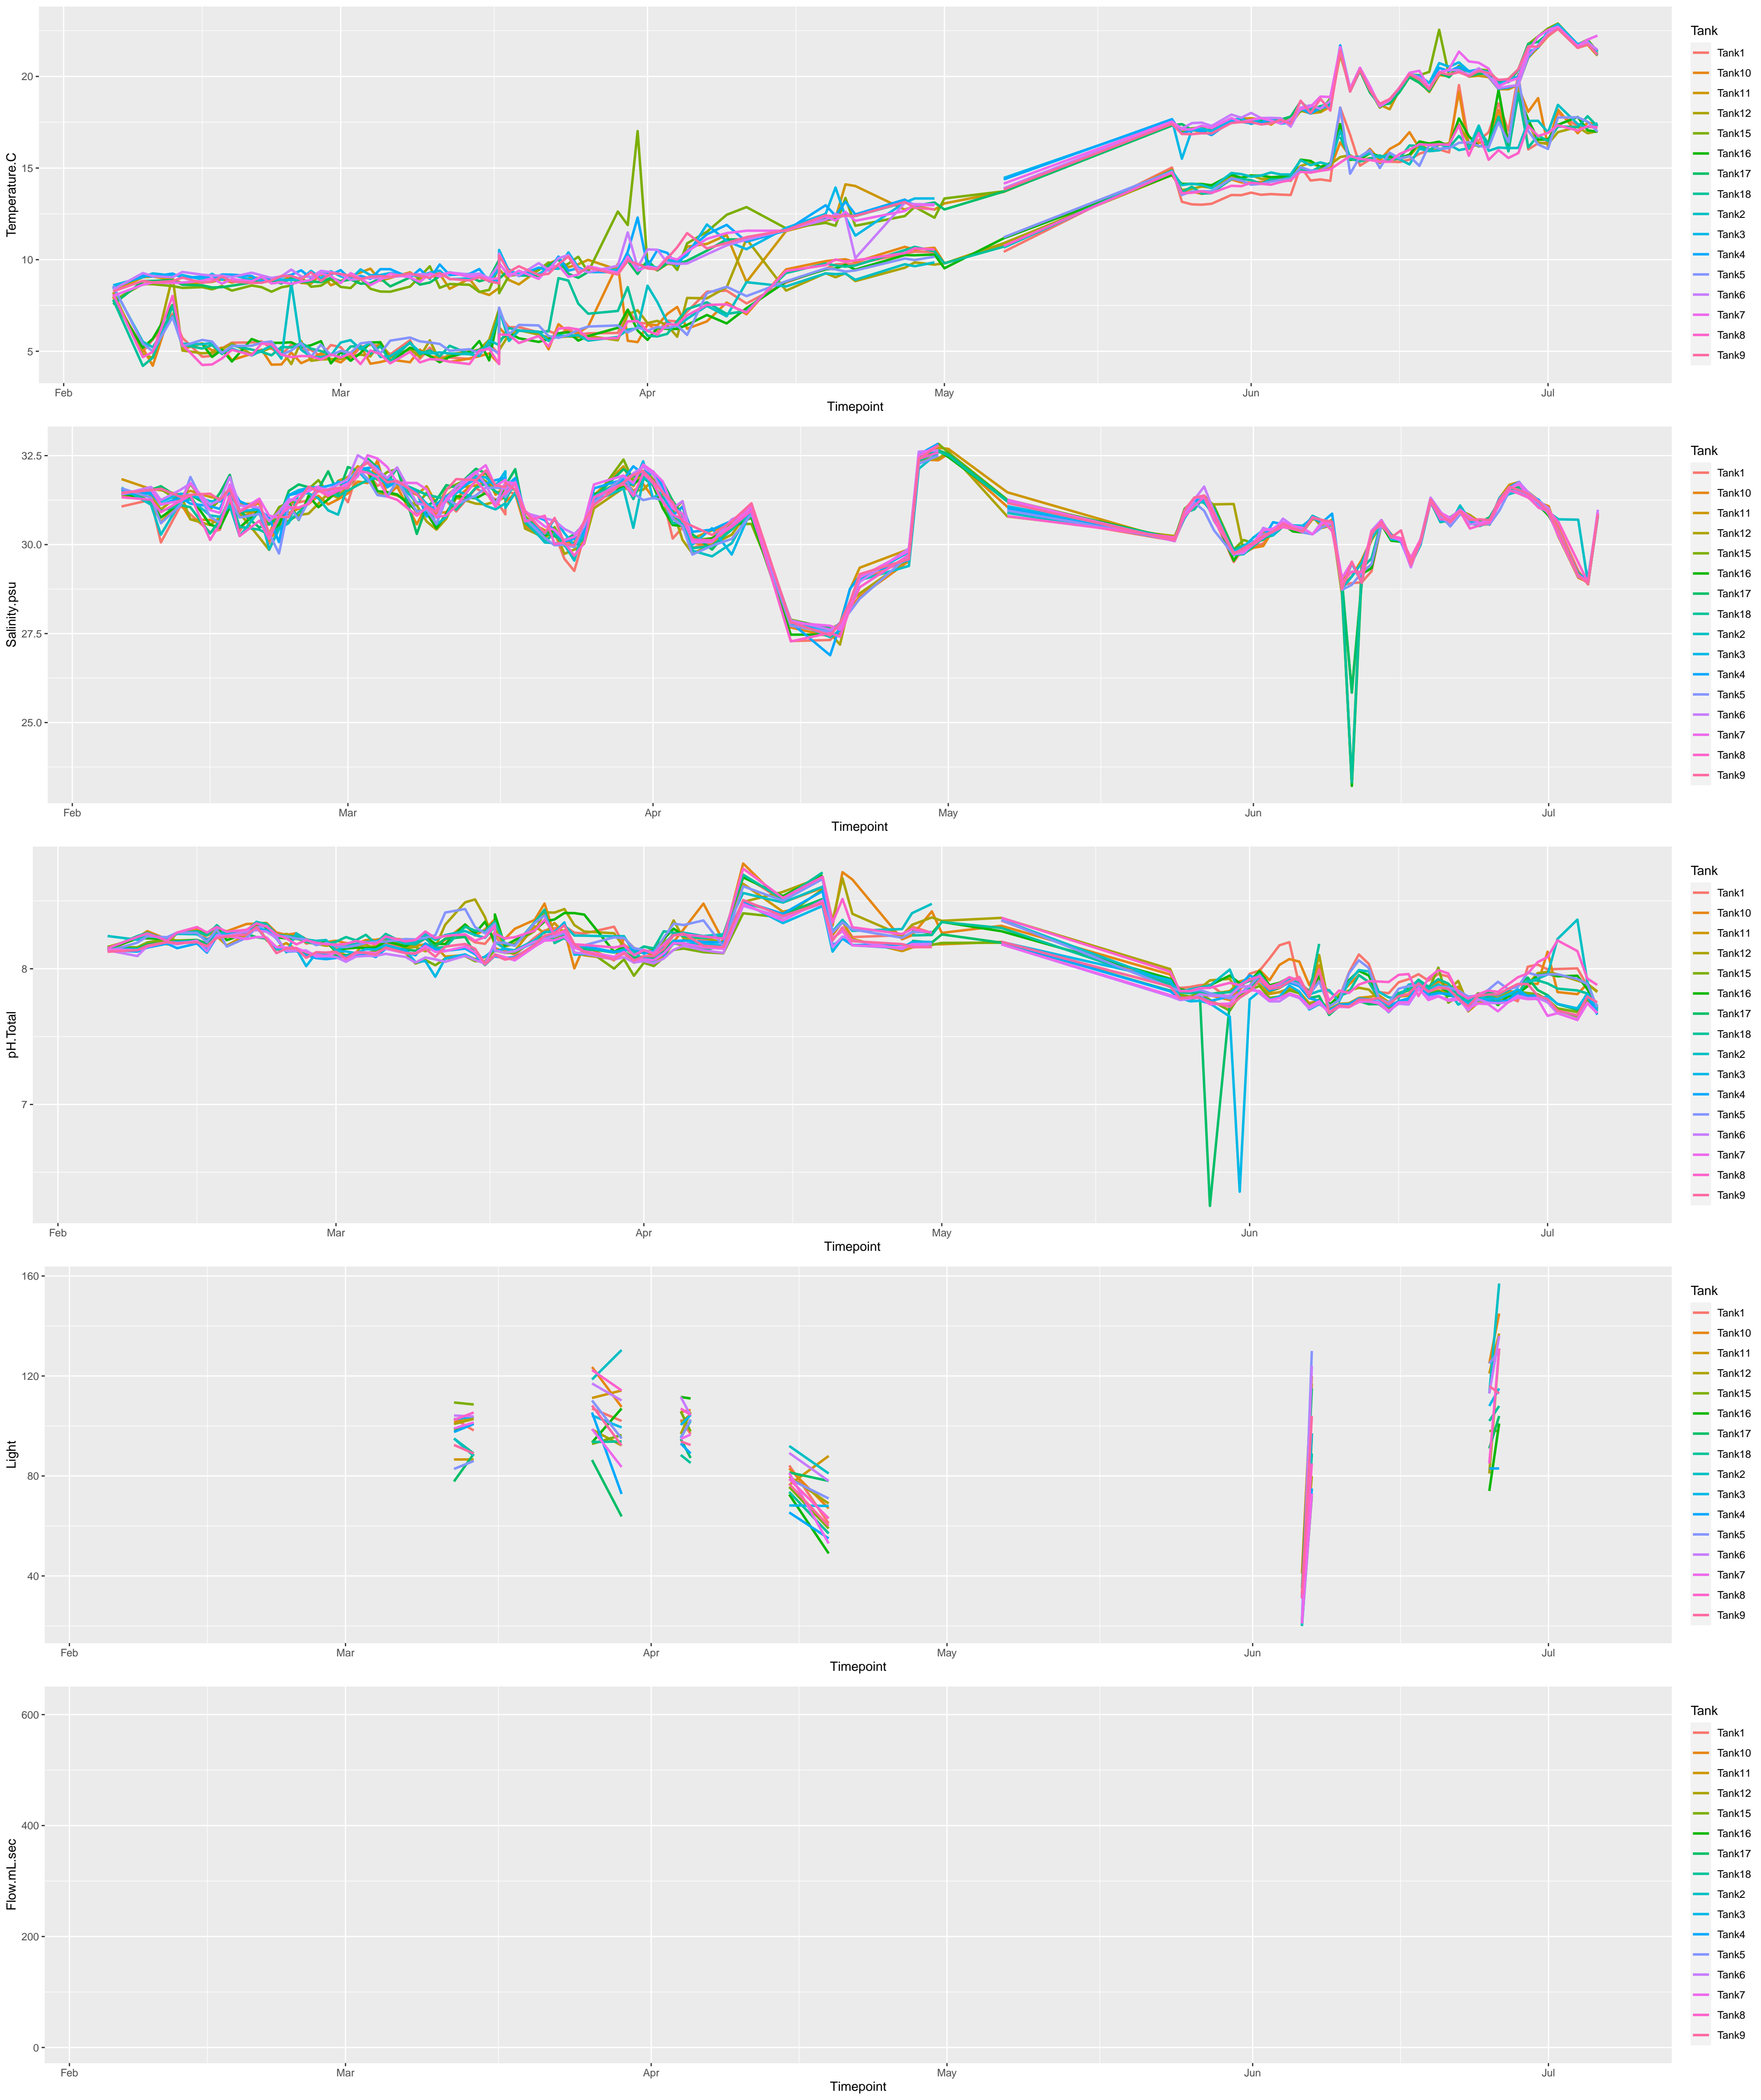 Temperature.C
20
15
10
5
Feb Mar Apr May Jun Jul
Timepoint
Tank
Tank1
Tank10
Tank11
Tank12
Tank15
Tank16
Tank17
Tank18
Tank2
Tank3
Tank4
Tank5
Tank6
Tank7
Tank8
Tank9
Salinity.psu
32.5
30.0
27.5
25.0
Feb Mar Apr May Jun Jul
Timepoint
Tank
Tank1
Tank10
Tank11
Tank12
Tank15
Tank16
Tank17
Tank18
Tank2
Tank3
Tank4
Tank5
Tank6
Tank7
Tank8
Tank9
pH.Total
8
7
Feb Mar Apr May Jun Jul
Timepoint
Tank
Tank1
Tank10
Tank11
Tank12
Tank15
Tank16
Tank17
Tank18
Tank2
Tank3
Tank4
Tank5
Tank6
Tank7
Tank8
Tank9
Light
160
120
80
40
Feb Mar Apr May Jun Jul
Timepoint
Tank
Tank1
Tank10
Tank11
Tank12
Tank15
Tank16
Tank17
Tank18
Tank2
Tank3
Tank4
Tank5
Tank6
Tank7
Tank8
Tank9
Flow.mL.sec
600
400
200
0
Feb Mar Apr May Jun Jul
Timepoint
Tank
Tank1
Tank10
Tank11
Tank12
Tank15
Tank16
Tank17
Tank18
Tank2
Tank3
Tank4
Tank5
Tank6
Tank7
Tank8
Tank9